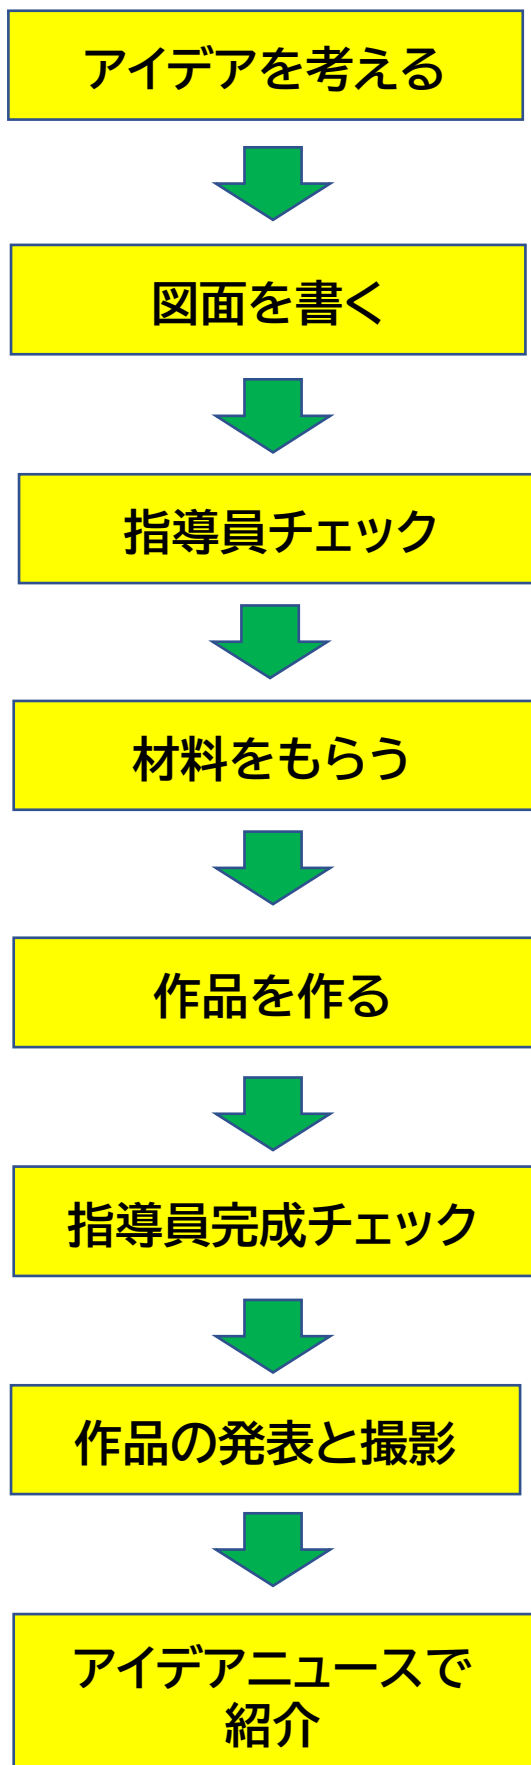 アイデアを考える
図面を書く
指導員チェック
材料をもらう
作品を作る
指導員完成チェック
作品の発表と撮影
アイデアニュースで
紹介